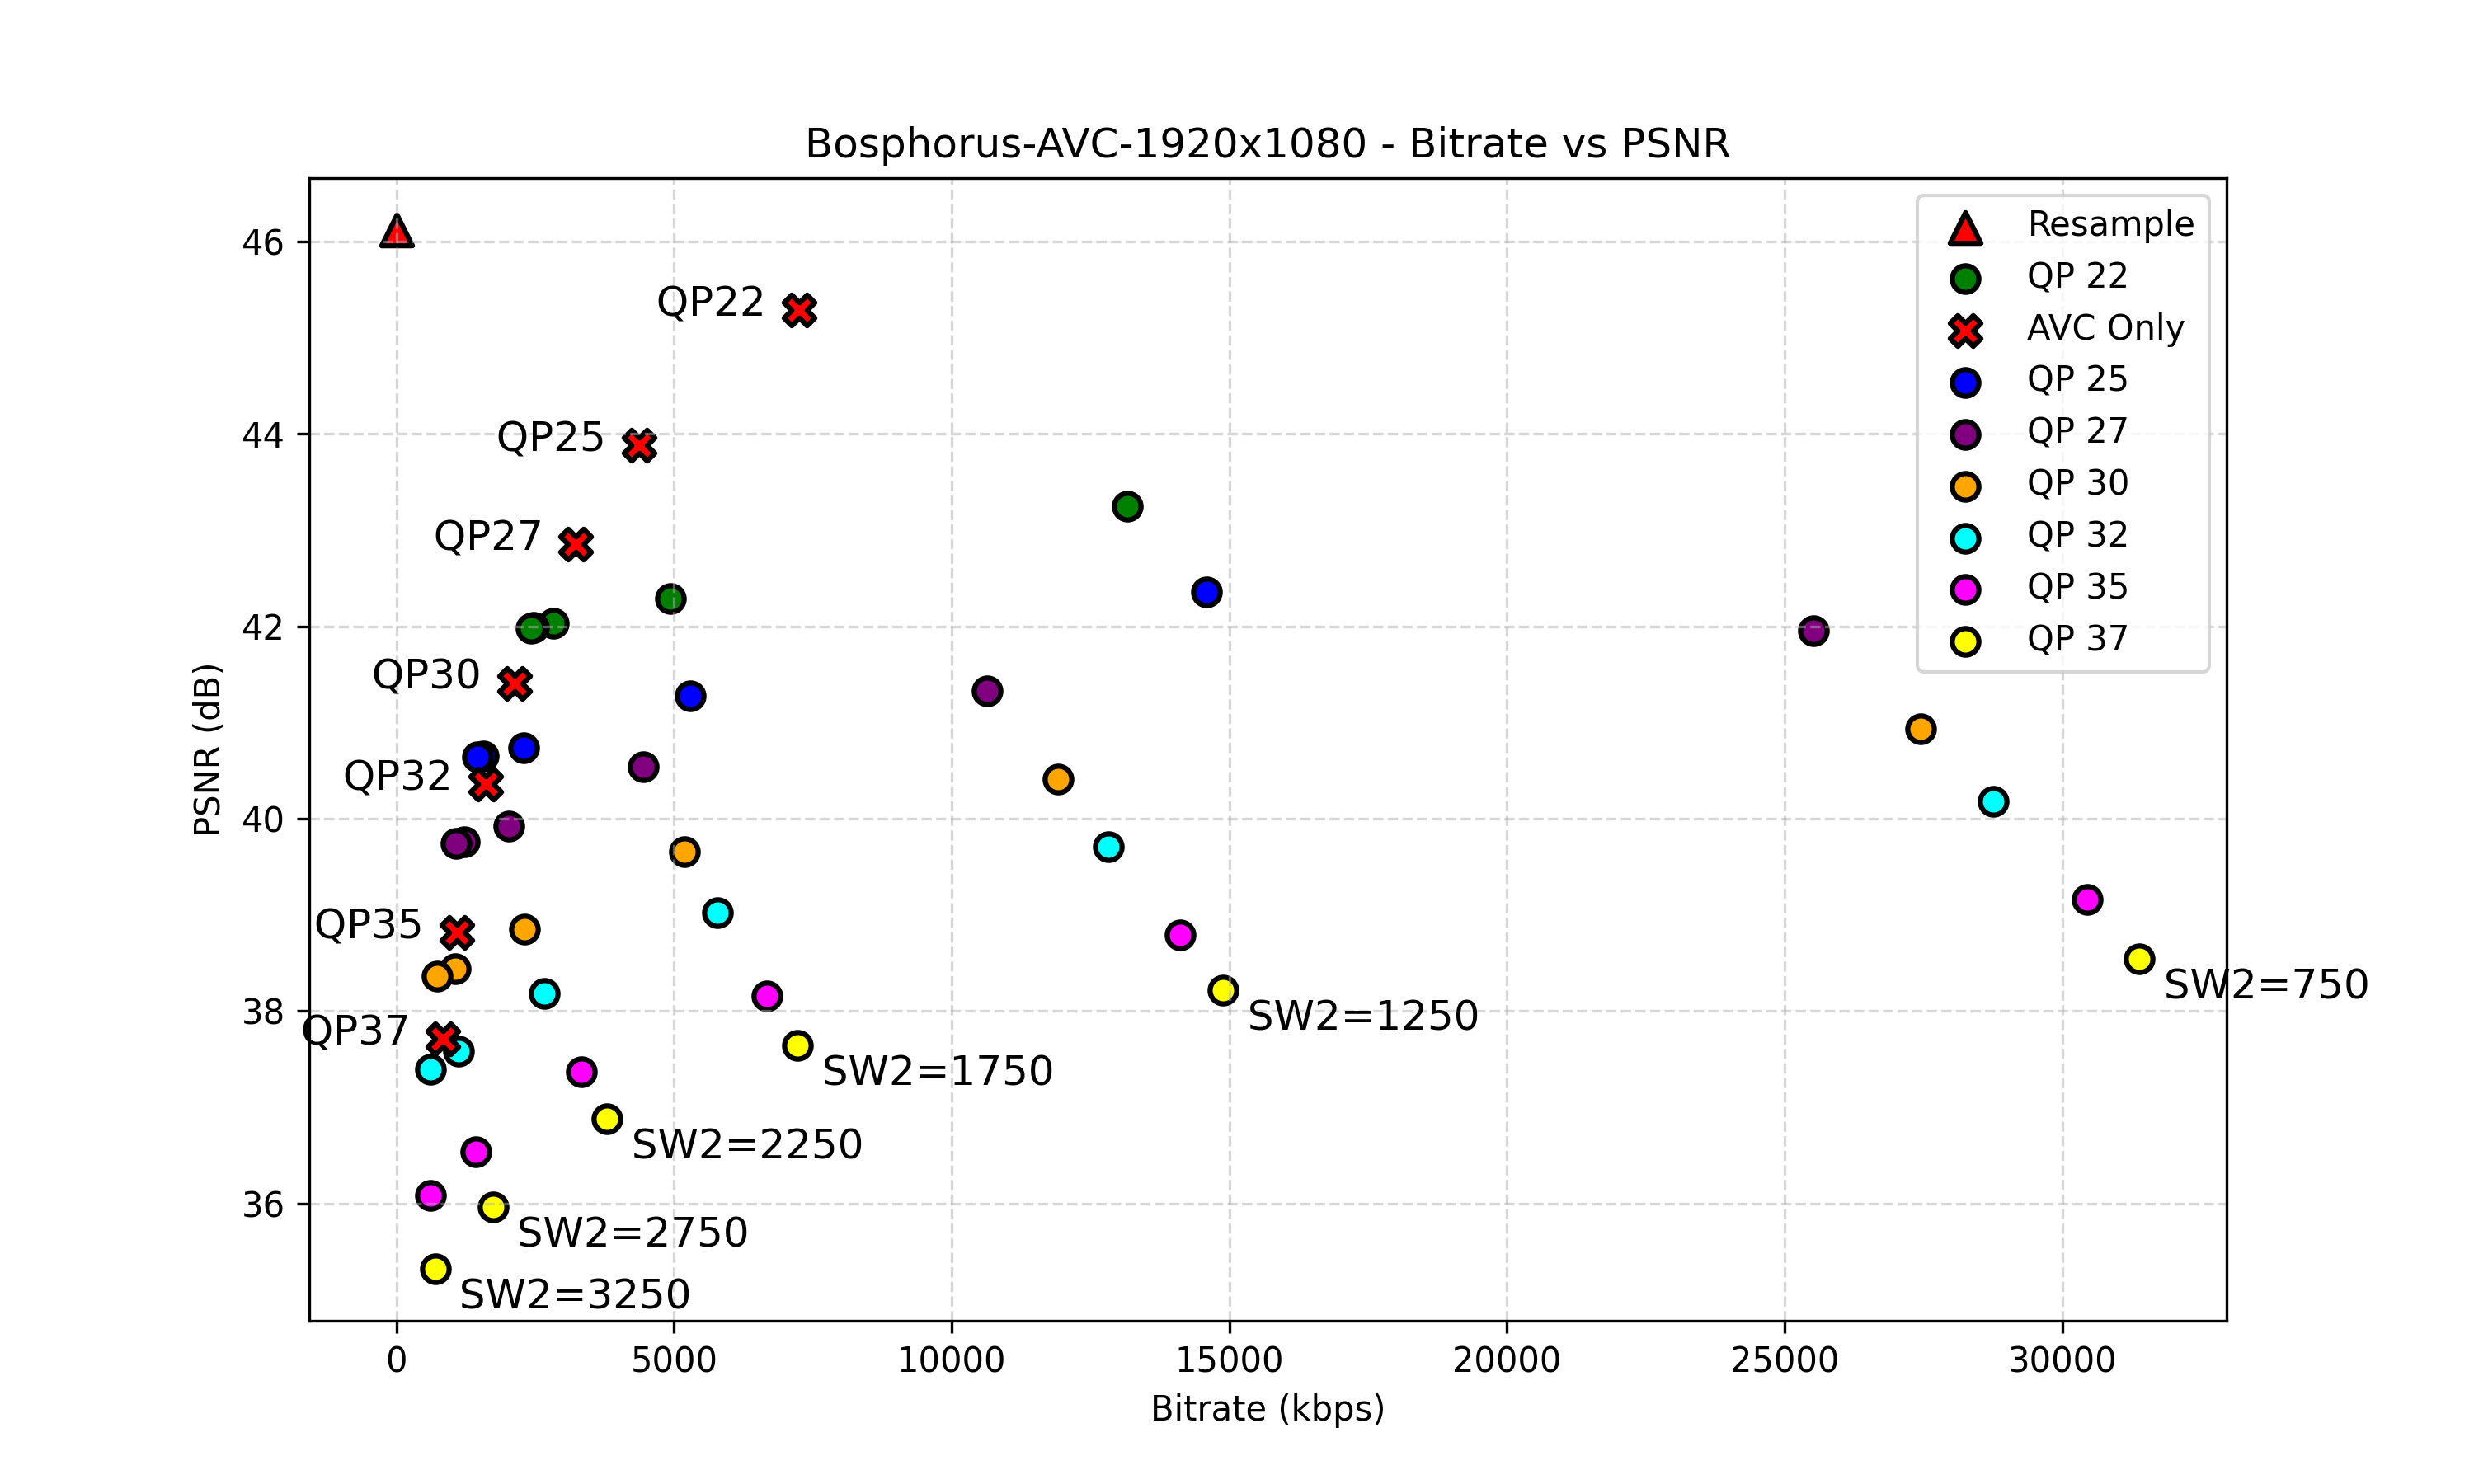 Bosphorus-AVC-1920x1080 - Bitrate vs PSNR
PSNR (dB)
46
44
42
40
38
36
QP22
QP25
QP27
QP30
QP32
QP35
QP37
SW2=750
SW2=1250
SW2=1750
SW2=2250
SW2=2750
SW2=3250
Resample
QP 22
AVC Only
QP 25
QP 27
QP 30
QP 32
QP 35
QP 37
0
5000
10000
15000
20000
25000
30000
Bitrate (kbps)